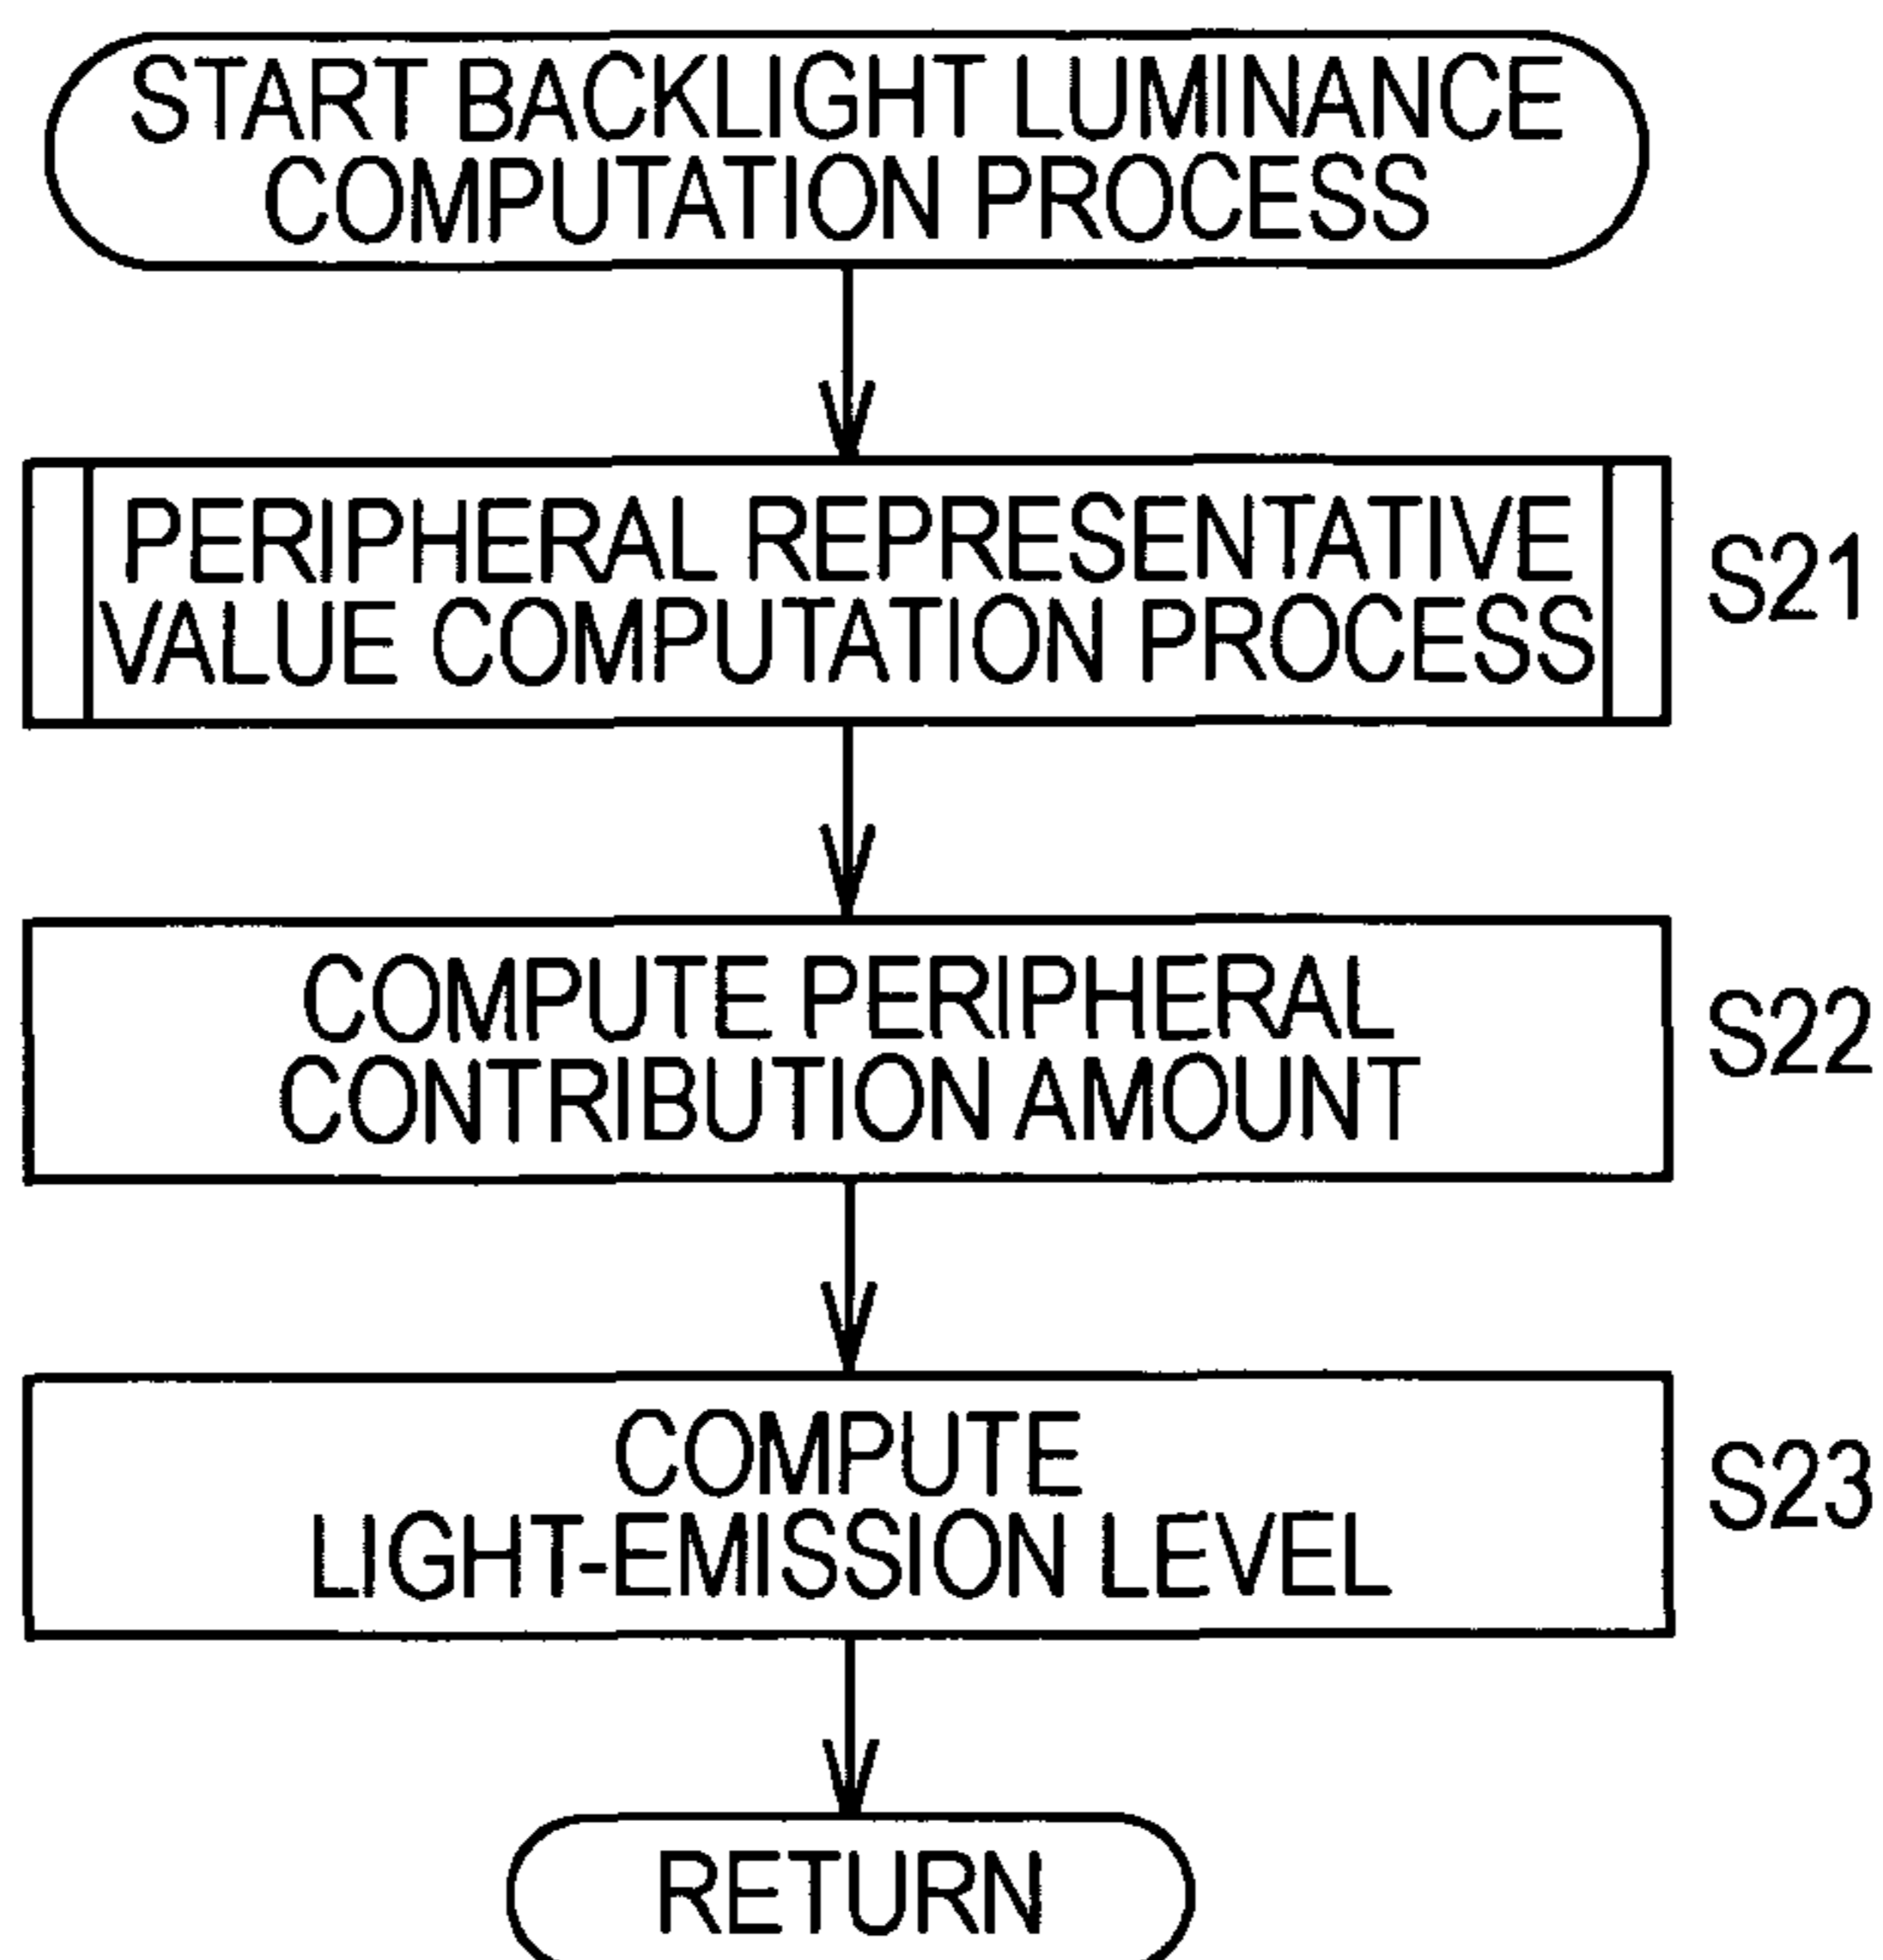 START BACKLIGHT LUMINANCE
COMPUTATION PROCESS
PERIPHERAL REPRESENTATIVE
VALUE COMPUTATION PROCESS
S21
COMPUTE PERIPHERAL
CONTRIBUTION AMOUNT
S22
COMPUTE
LIGHT-EMISSION LEVEL
S23
RETURN